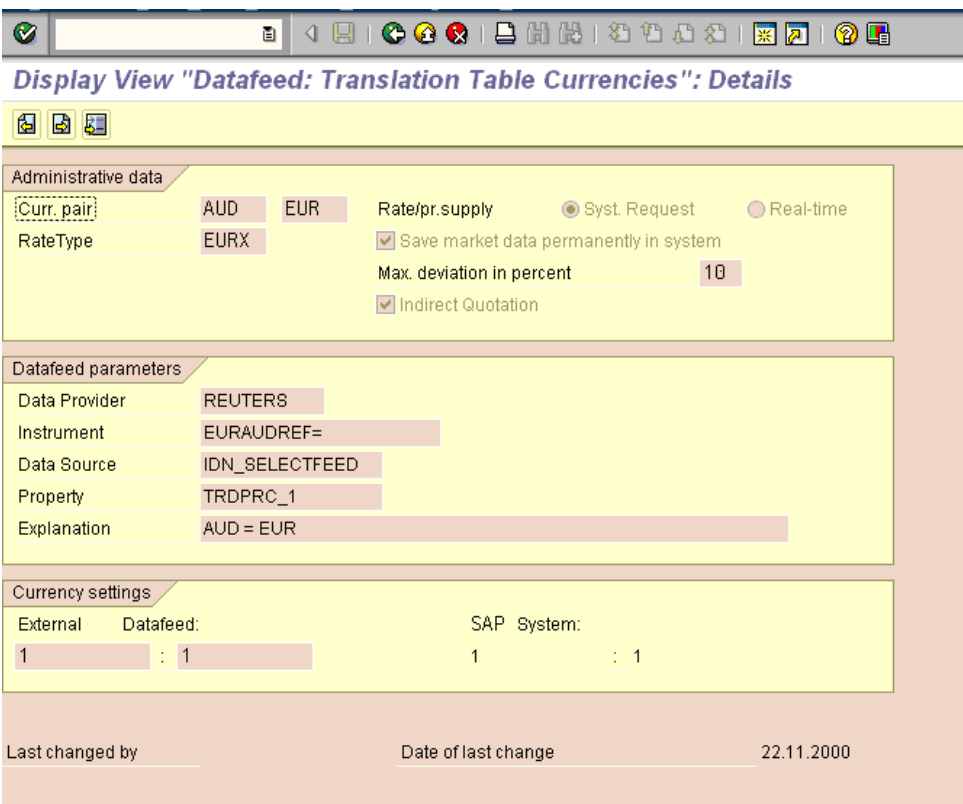 Display View "Datafeed: Translation Table Currencies": Details
Administrative data
Curr. pair AUD EUR Rate/pr.supply Syst. Request Real-time
RateType EURX Save market data permanently in system
Max. deviation in percent 10
Indirect Quotation
Datafeed parameters
Data Provider REUTERS
Instrument EURAUDREF=
Data Source IDN_SELECTFEED
Property TRDPRC_1
Explanation AUD = EUR
Currency settings
External Datafeed: SAP System:
1 : 1 1 : 1
Last changed by Date of last change 22.11.2000